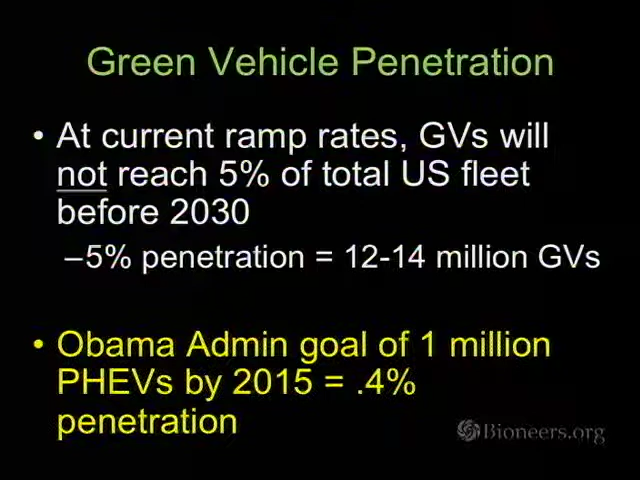 Green Vehicle Penetration
• At current ramp rates, GVs will
not reach 5% of total US fleet
before 2030
–5% penetration = 12-14 million GVs
• Obama Admin goal of 1 million
PHEVs by 2015 = .4%
penetration
Bioneers.org